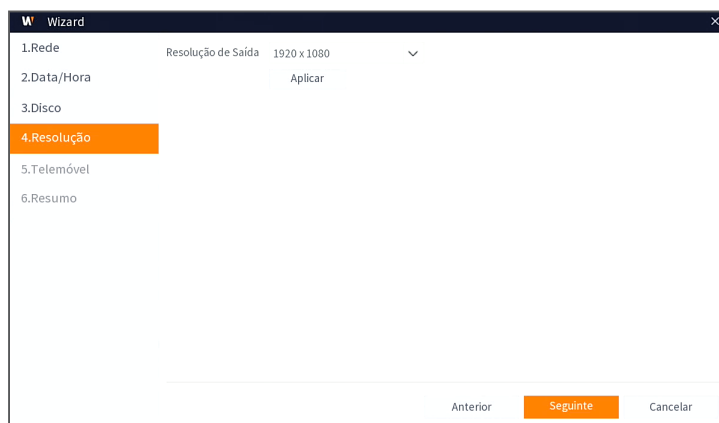 Wizard
1.Rede
2.Data/Hora
3.Disco
4.Resolução
5.Telemóvel
6.Resumo
Resolução de Saída 1920 x 1080
Aplicar
Anterior Seguinte Cancelar